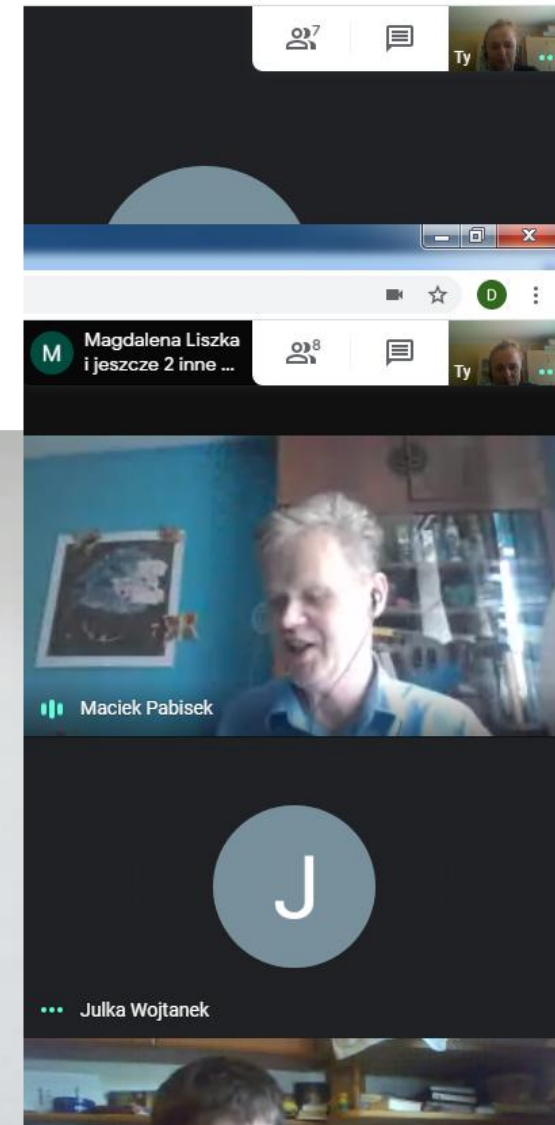 7
Ty
D
M
Magdalena Liszka
i jeszcze 2 inne ...
8
Ty
Maciek Pabisek
J
Julka Wojtanek